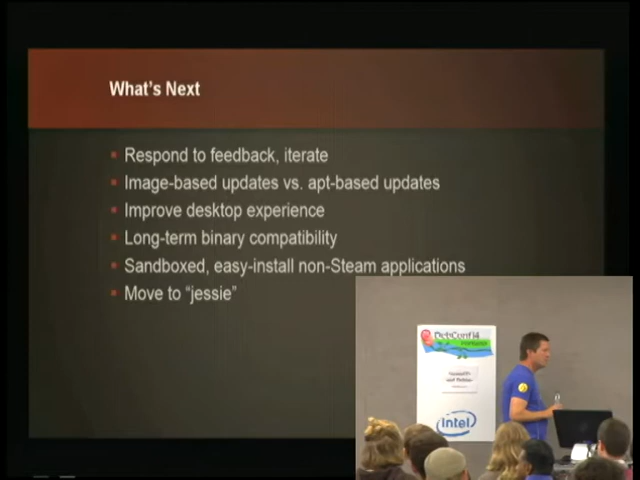 What's Next
Respond to feedback, iterate
Image-based updates vs. apt-based updates
Improve desktop experience
Long-term binary compatibility
Sandboxed, easy-install non-Steam applications
Move to "jessie"
DebConf14
intel